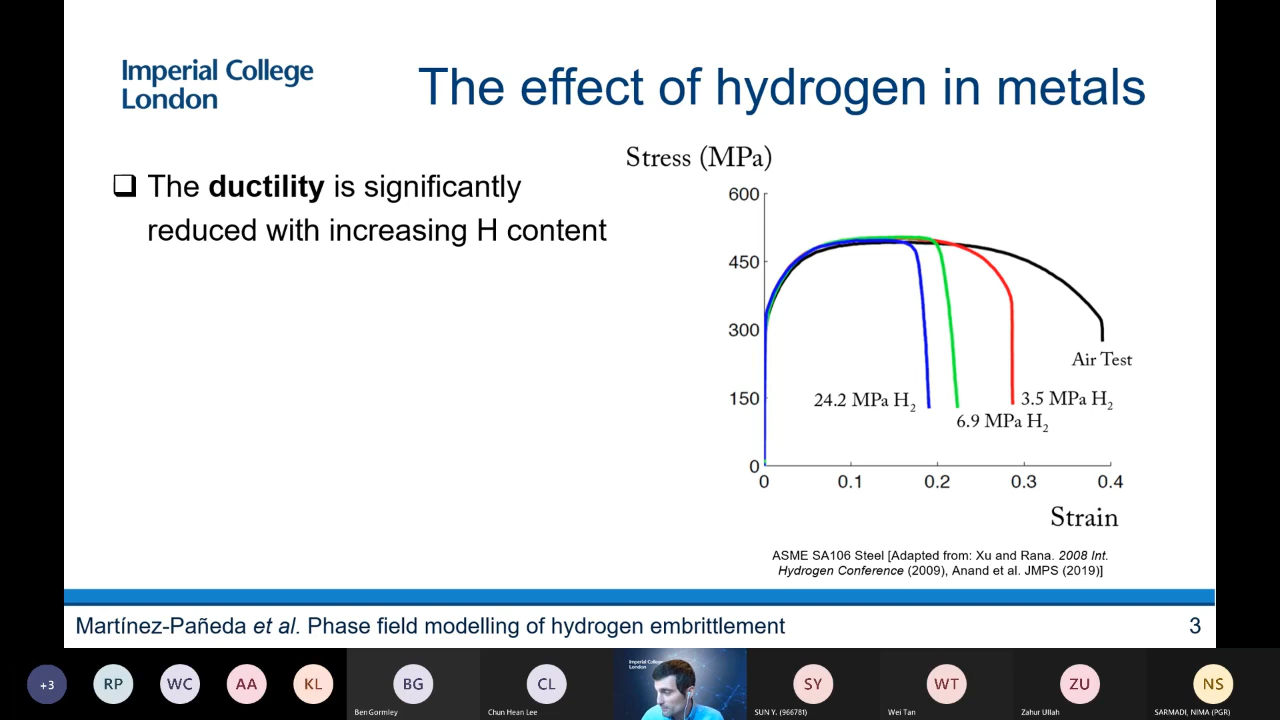 Imperial College
London
The effect of hydrogen in metals
The ductility is significantly
reduced with increasing H content
Stress (MPa)
600
450
300
150
0
0 0.1 0.2 0.3 0.4
Strain
Air Test
24.2 MPa H₂
3.5 MPa H₂
6.9 MPa H₂
ASME SA106 Steel [Adapted from: Xu and Rana. 2008 Int.
Hydrogen Conference (2009), Anand et al. JMPS (2019)]
Martínez-Pañeda et al. Phase field modelling of hydrogen embrittlement
3
+3
RP
WC
AA
KL
BG
Ben Gormley
CL
Chun Hean Lee
Imperial College
London
SY
SUN Y. (966781)
WT
Wei Tan
ZU
Zahur Ullah
NS
SARMADI, NIMA (PGR)